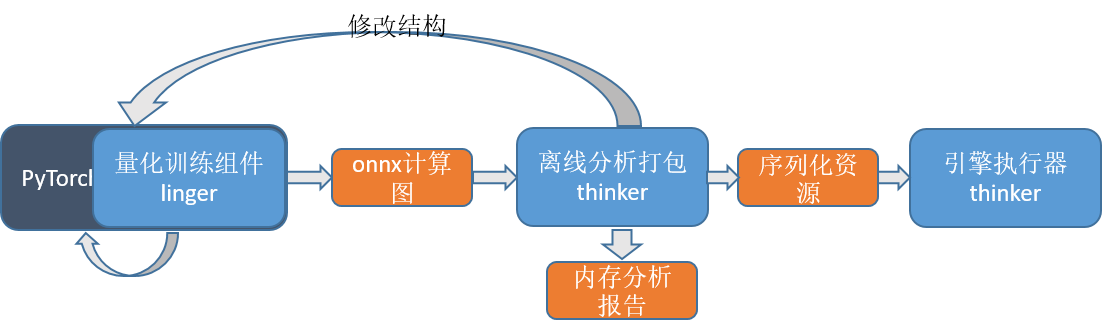 修改结构
PyTorcl
量化训练组件
linger
onnx计算
图
离线分析打包
thinker
序列化资
源
引擎执行器
thinker
内存分析
报告